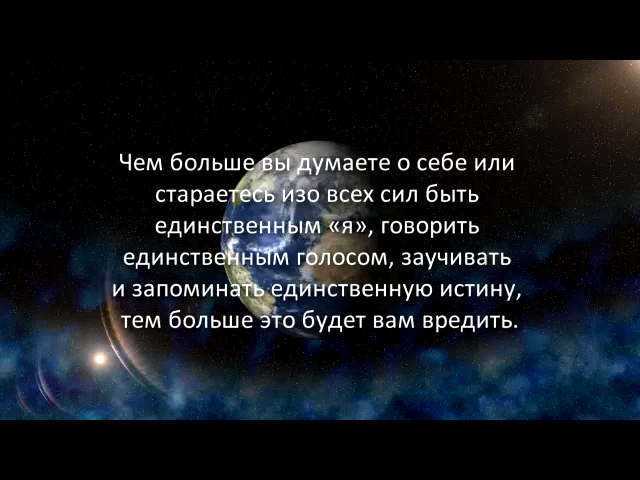 Чем больше вы думаете о себе или
стараетесь изо всех сил быть
единственным «я», говорить
единственным голосом, заучивать
и запоминать единственную истину,
тем больше это будет вам вредить.